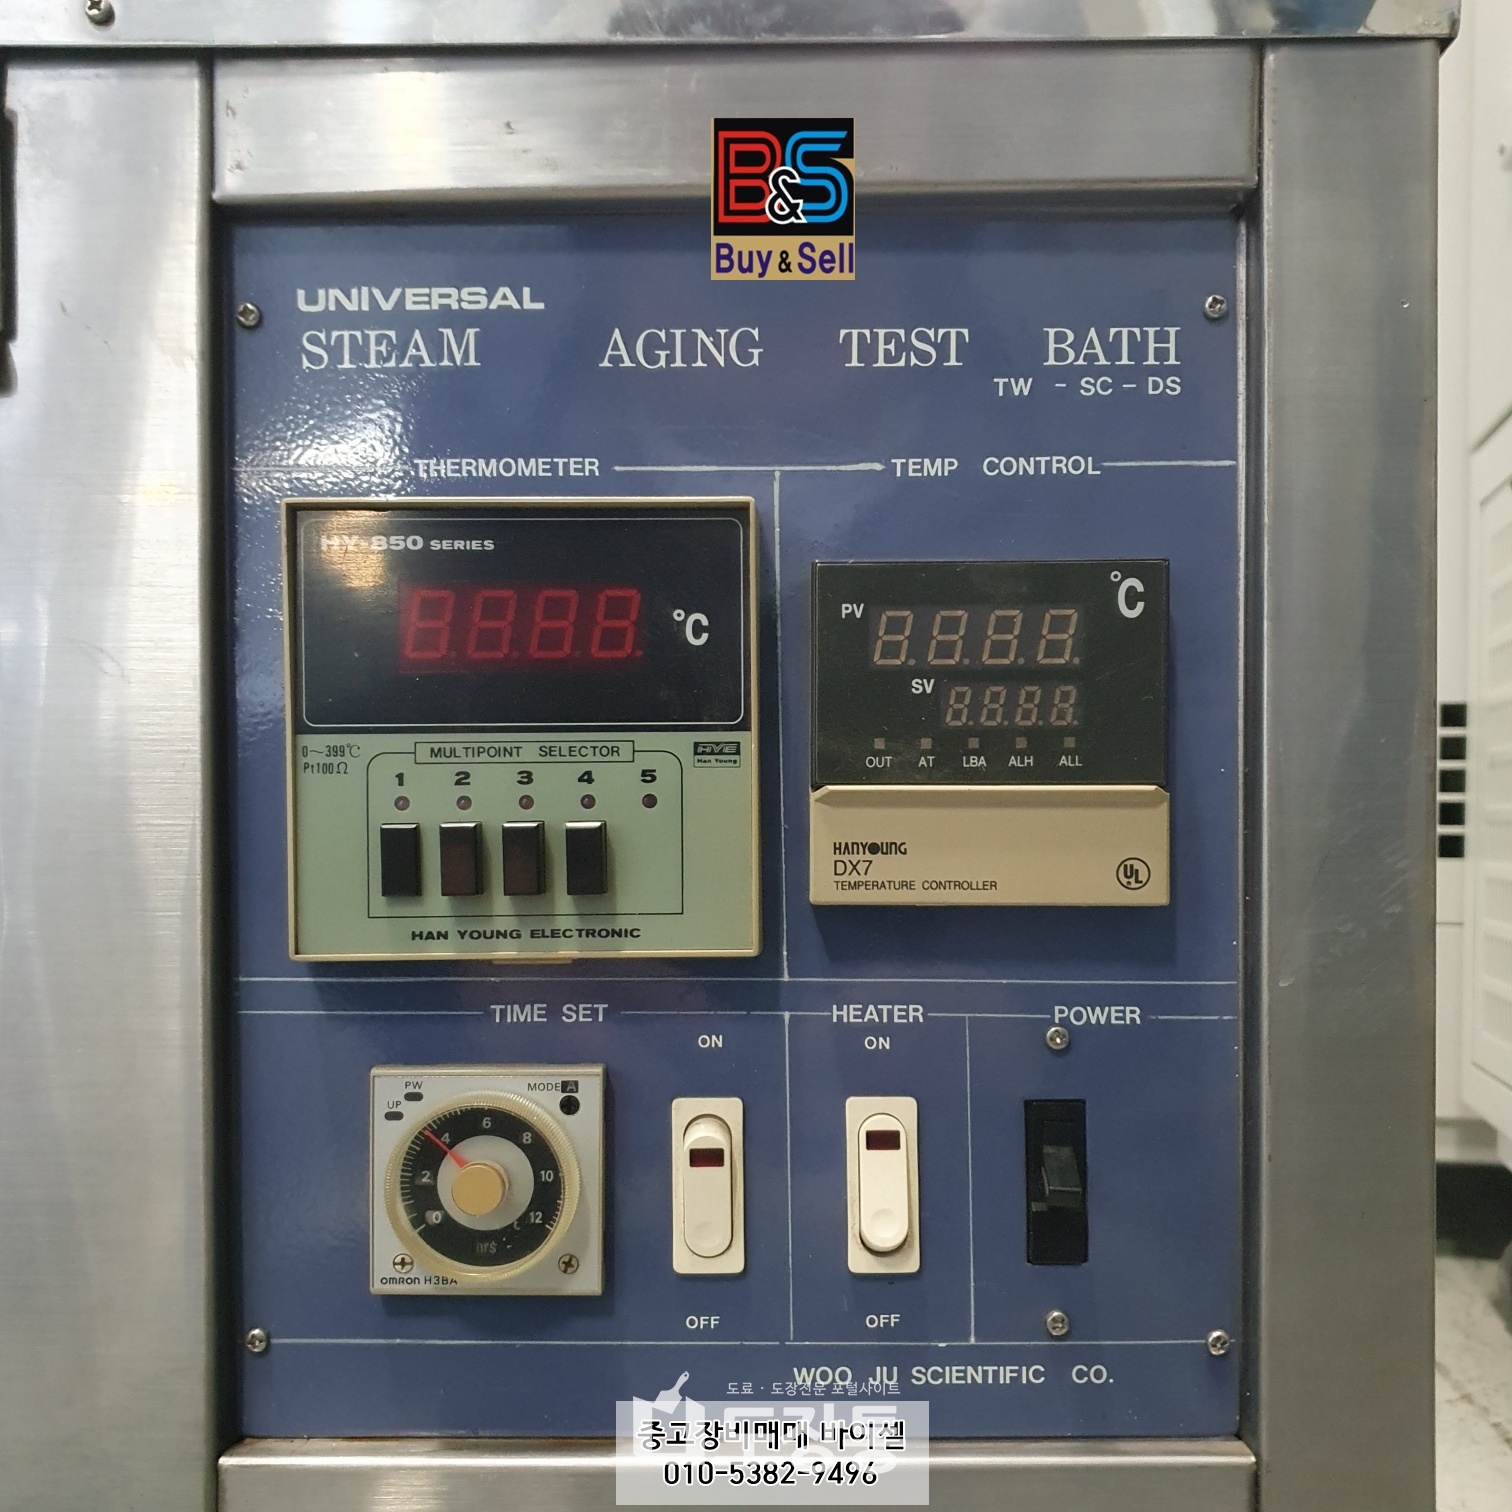 B&S
Buy & Sell
UNIVERSAL
STEAM AGING TEST BATH
TW - SC - DS
THERMOMETER
TEMP CONTROL
HY-850 SERIES
8.8.8.8.
°C
0~399°C
Pt100Ω
MULTIPOINT SELECTOR
HYE
Han Young
1 2 3 4 5
HAN YOUNG ELECTRONIC
°C
PV 8.8.8.8.
SV 8.8.8.8.
OUT AT LBA ALH ALL
HANYOUNG
DX7
TEMPERATURE CONTROLLER
UL
TIME SET
HEATER
POWER
ON
ON
PW
UP
MODE A
0 2 4 6 8 10 12
hrs
OMRON H3BA
OFF
OFF
WOO JU SCIENTIFIC CO.
도료 · 도장전문 포털사이트
중고장비매매 바이셀
010-5382-9496